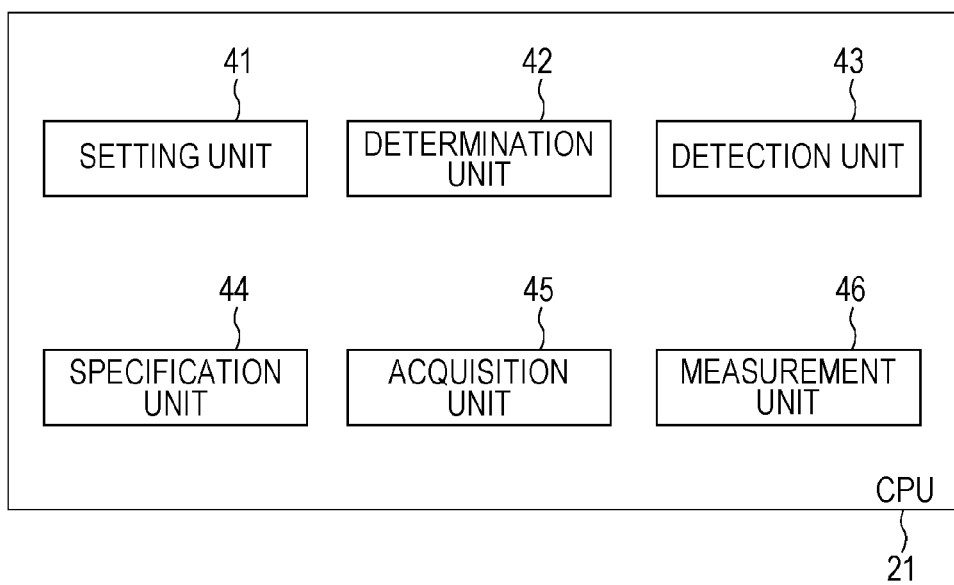 41
42
43
SETTING UNIT
DETERMINATION
UNIT
DETECTION UNIT
44
45
46
SPECIFICATION
UNIT
ACQUISITION
UNIT
MEASUREMENT
UNIT
CPU
21